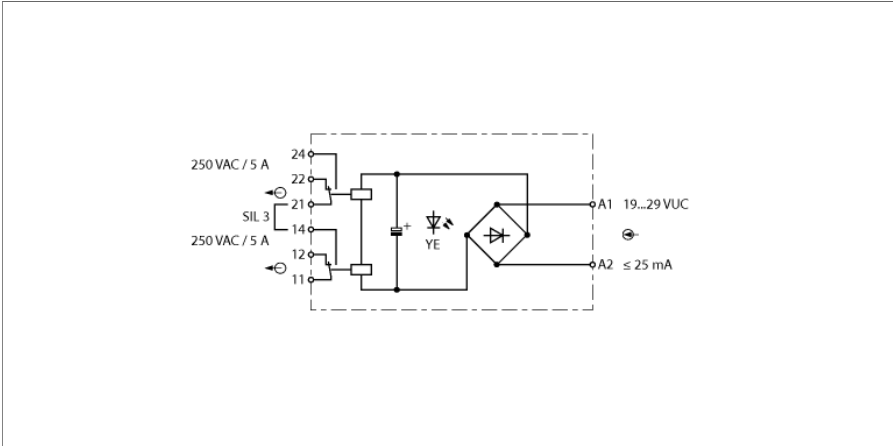 24
250 VAC / 5 A
22
21
A1 19...29 VUC
SIL 3
14
+
YE
250 VAC / 5 A
12
A2 ≤ 25 mA
11